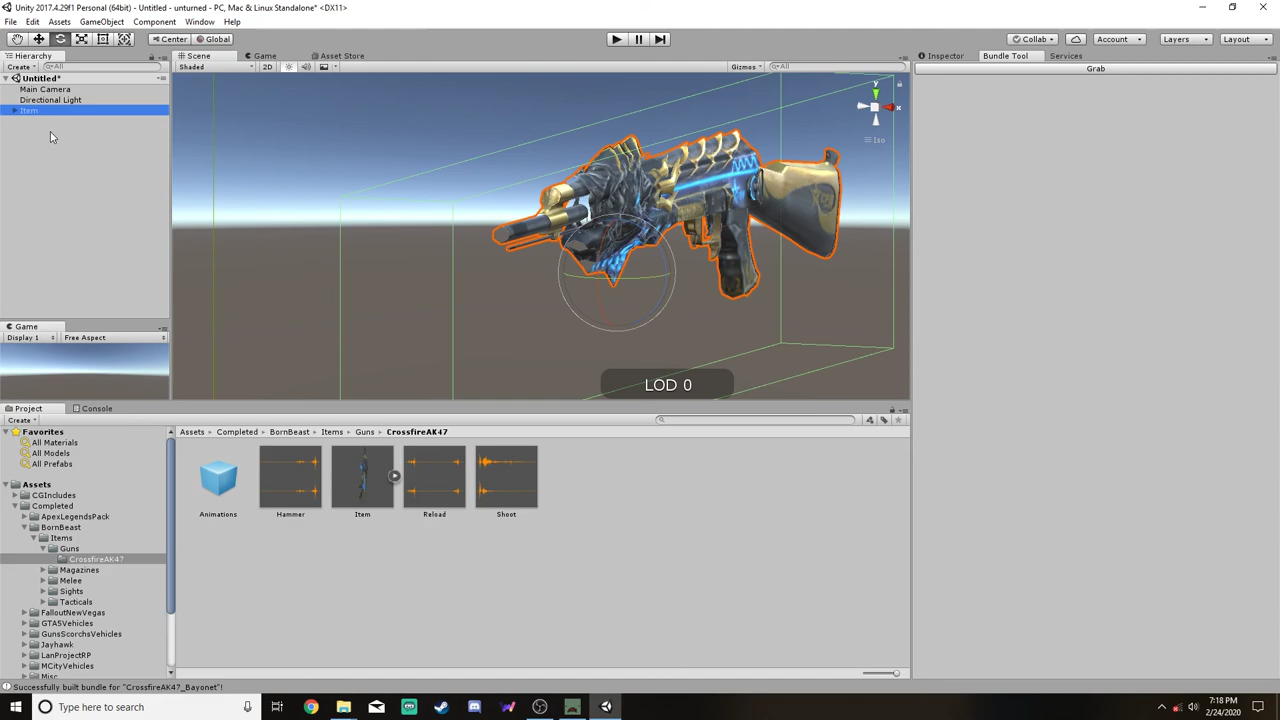 Unity 2017.4.29f1 Personal (64bit) - Untitled - unturned - PC, Mac & Linux Standalone* <DX11>
File Edit Assets GameObject Component Window Help
Center Global Collab Account Layers Layout
Hierarchy Scene Game Asset Store Inspector Bundle Tool Services
Create All Shaded 2D Gizmos All Grab
Untitled*
Main Camera
Directional Light
Item
y
x
Iso
LOD 0
Game
Display 1 Free Aspect
Project Console
Create
Favorites
All Materials
All Models
All Prefabs
Assets
CGIncludes
Completed
ApexLegendsPack
BornBeast
Items
Guns
CrossfireAK47
Magazines
Melee
Sights
Tacticals
FalloutNewVegas
GTA5Vehicles
GunsScorchsVehicles
Jayhawk
LanProjectRP
MCityVehicles
Misc
Assets Completed BornBeast Items Guns CrossfireAK47
Animations Hammer Item Reload Shoot
Successfully built bundle for "CrossfireAK47_Bayonet"!
Type here to search
7:18 PM
2/24/2020